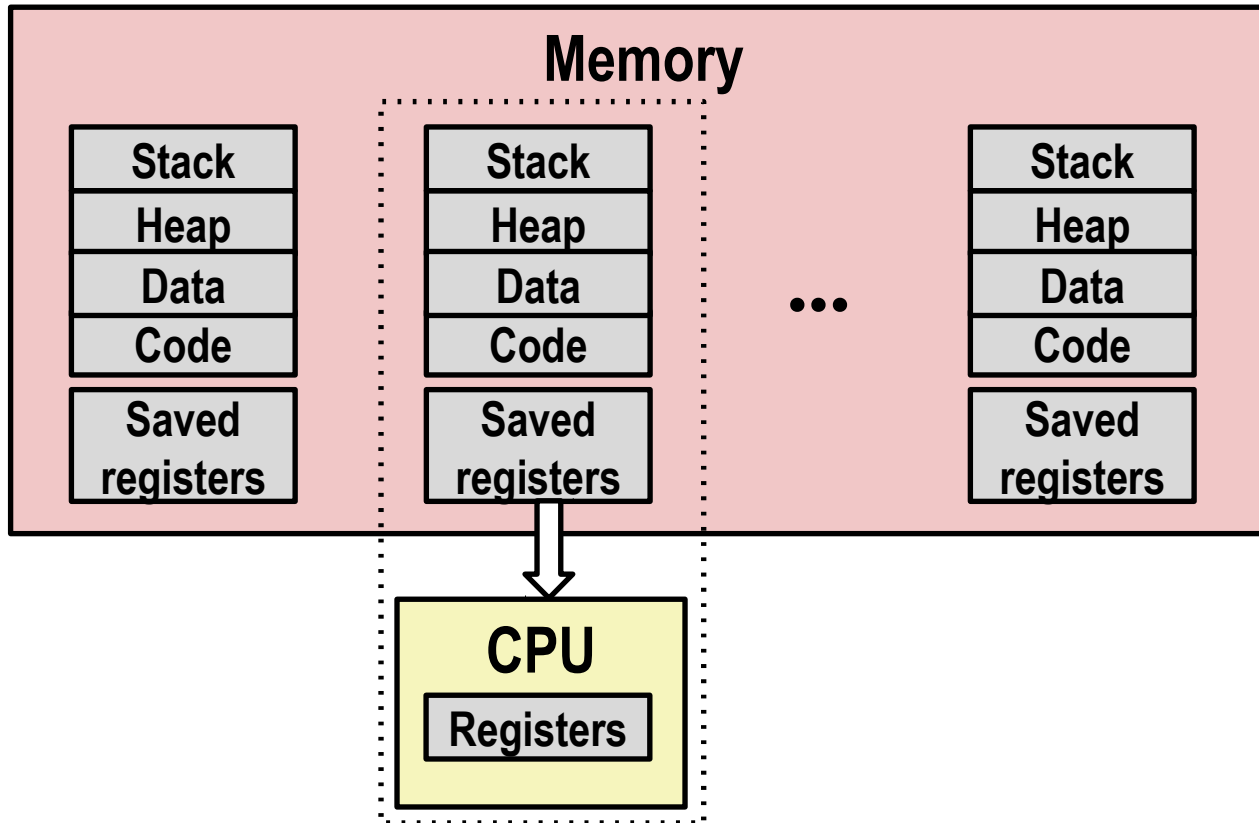 Memory
Stack
Heap
Data
Code
Saved
registers
Stack
Heap
Data
Code
Saved
registers
...
Stack
Heap
Data
Code
Saved
registers
CPU
Registers